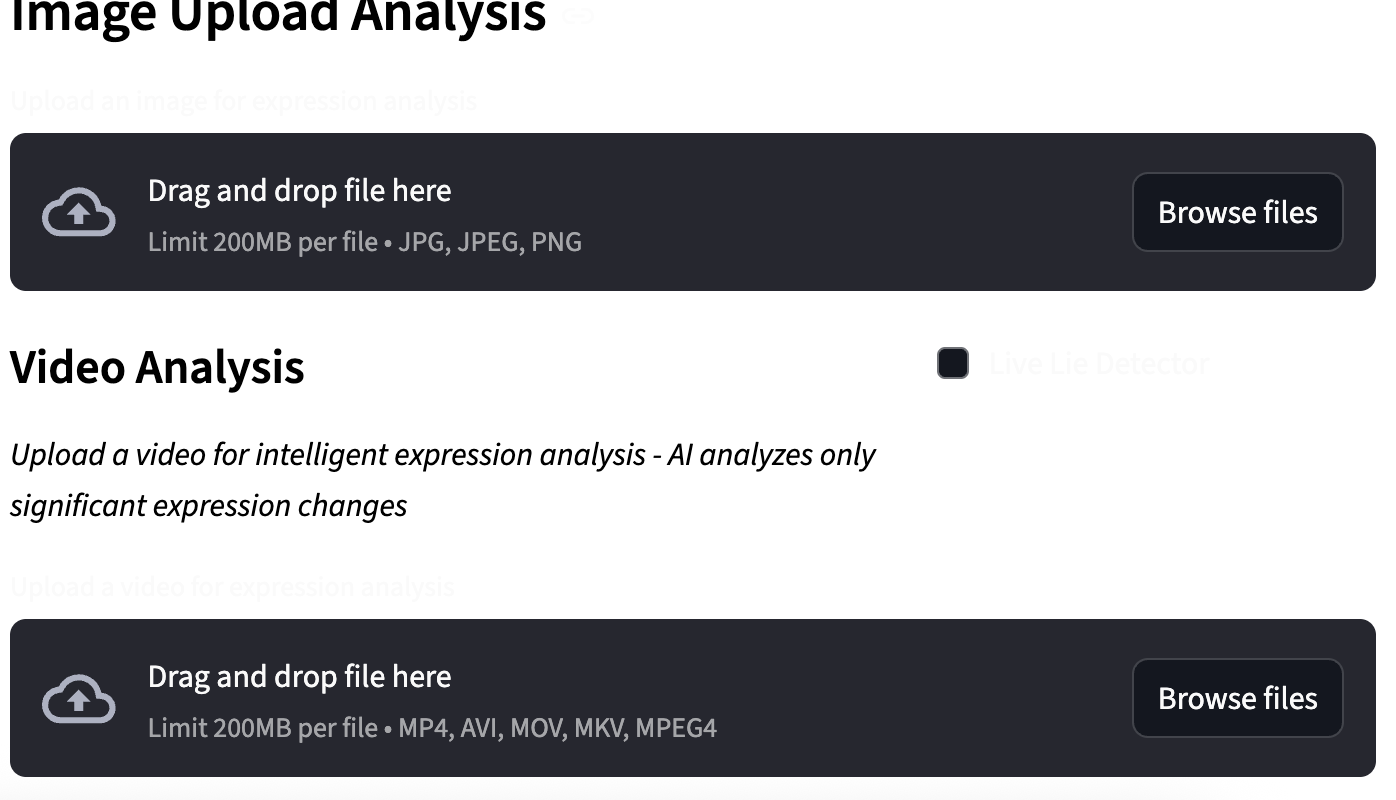 Image Upload Analysis
Upload an image for expression analysis
Drag and drop file here
Limit 200MB per file • JPG, JPEG, PNG
Browse files
Video Analysis
Live Lie Detector
Upload a video for intelligent expression analysis - AI analyzes only
significant expression changes
Upload a video for expression analysis
Drag and drop file here
Limit 200MB per file • MP4, AVI, MOV, MKV, MPEG4
Browse files